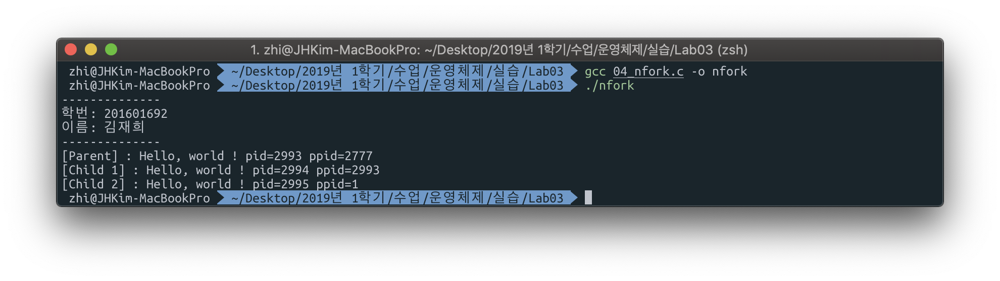 1. zhi@JHKim-MacBookPro: ~/Desktop/2019년 1학기/수업/운영체제/실습/Lab03 (zsh)
zhi@JHKim-MacBookPro ~/Desktop/2019년 1학기/수업/운영체제/실습/Lab03 gcc 04_nfork.c -o nfork
zhi@JHKim-MacBookPro ~/Desktop/2019년 1학기/수업/운영체제/실습/Lab03 ./nfork
--------------
학번: 201601692
이름: 김재희
--------------
[Parent] : Hello, world ! pid=2993 ppid=2777
[Child 1] : Hello, world ! pid=2994 ppid=2993
[Child 2] : Hello, world ! pid=2995 ppid=1
zhi@JHKim-MacBookPro ~/Desktop/2019년 1학기/수업/운영체제/실습/Lab03